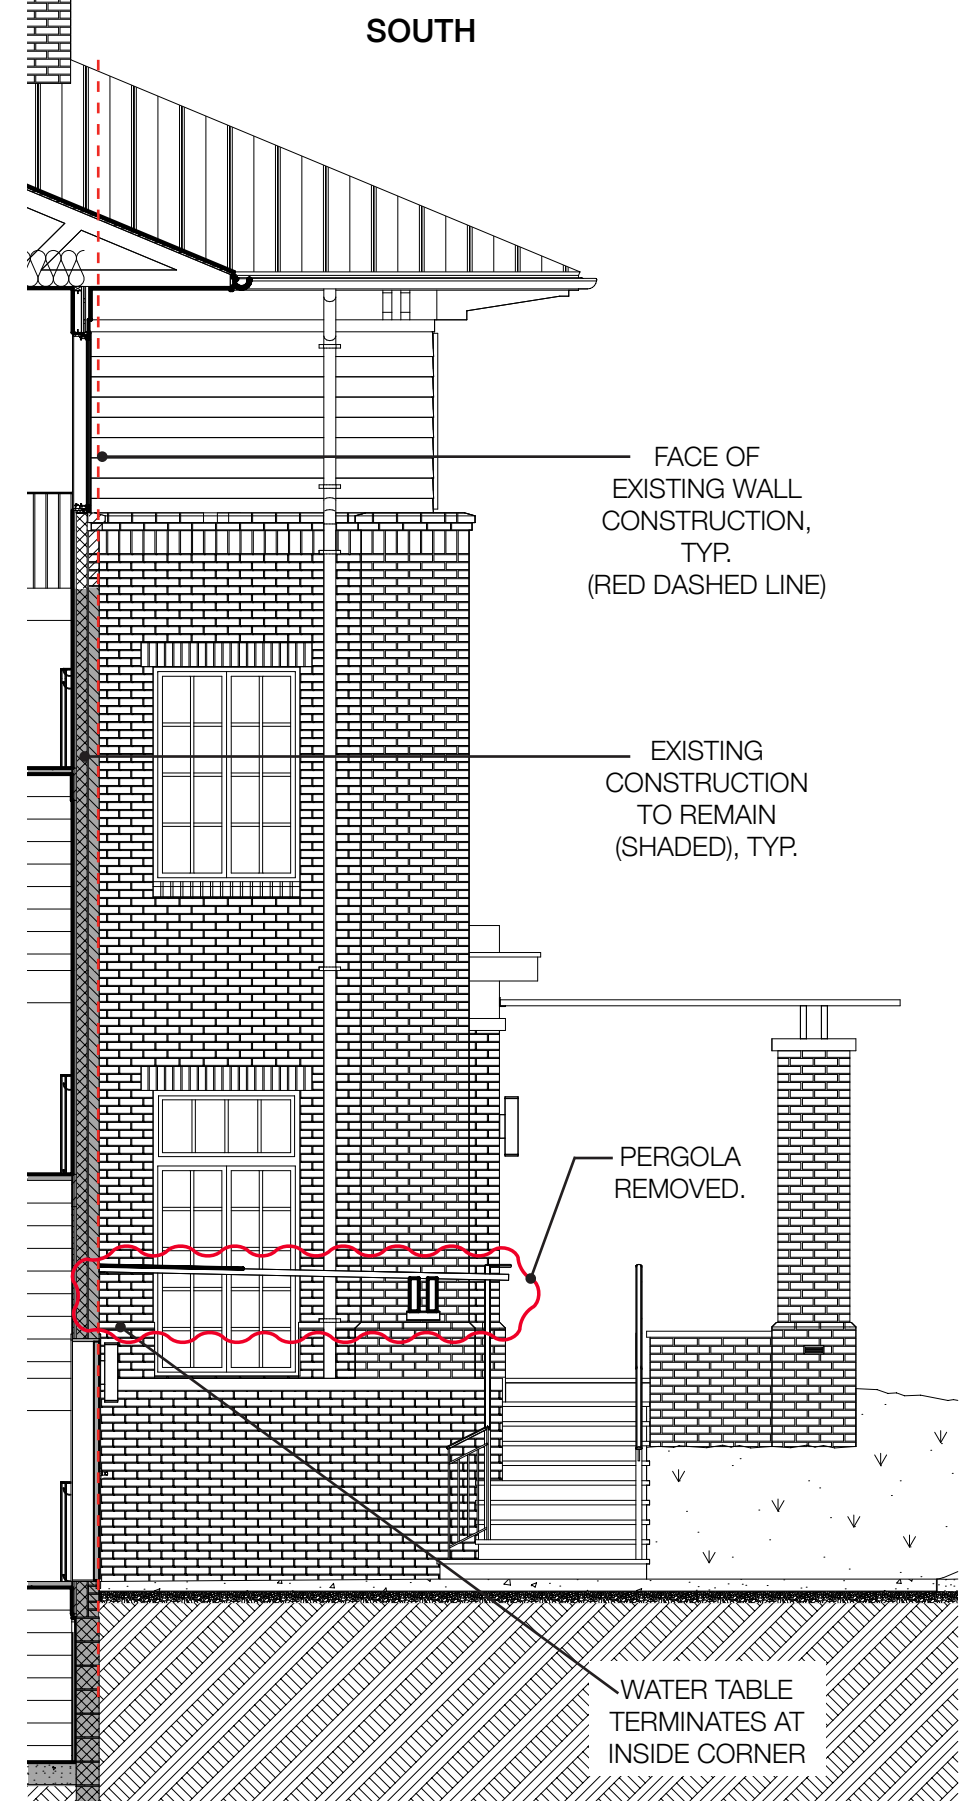 SOUTH
FACE OF
EXISTING WALL
CONSTRUCTION,
TYP.
(RED DASHED LINE)
EXISTING
CONSTRUCTION
TO REMAIN
(SHADED), TYP.
PERGOLA
REMOVED.
WATER TABLE
TERMINATES AT
INSIDE CORNER